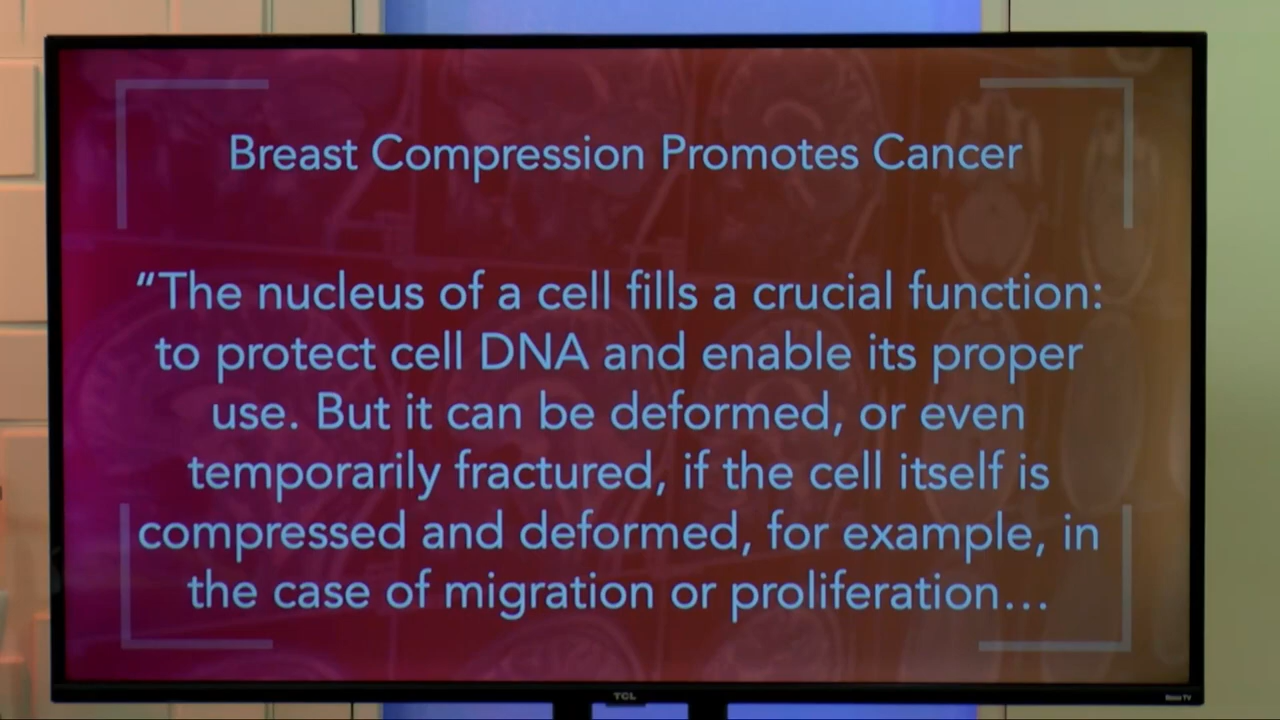 Breast Compression Promotes Cancer
“The nucleus of a cell fills a crucial function:
to protect cell DNA and enable its proper
use. But it can be deformed, or even
temporarily fractured, if the cell itself is
compressed and deformed, for example, in
the case of migration or proliferation…
TCL
Roku TV